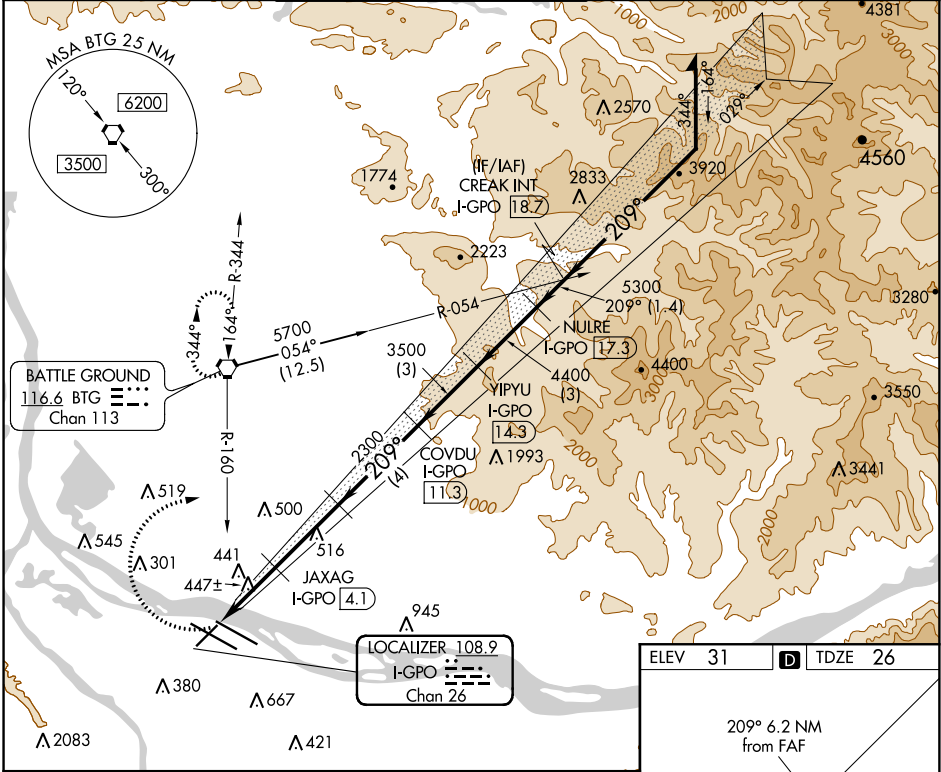 MSA BTG 25 NM
120°
6200
3500
300°
1000
2000
4381
3000
2570
344°
164°
029°
4560
(IF/IAF)
CREAK INT
I-GPO 18.7
2833
3920
1774
209°
2223
R-344
5300
209° (1.4)
3280
R-054
NULRE
I-GPO 17.3
344°
164°
5700
054°
(12.5)
3500
(3)
4400
(3)
4400
3000
3550
BATTLE GROUND
116.6 BTG
Chan 113
YIPYU
I-GPO
14.3
2000
R-160
2300
209°
(4)
COVDU
I-GPO
11.3
1993
1000
3441
2000
519
500
545
516
301
441
447±
JAXAG
I-GPO 4.1
945
LOCALIZER 108.9
I-GPO
Chan 26
380
667
2083
421
ELEV 31 D TDZE 26
209° 6.2 NM
from FAF